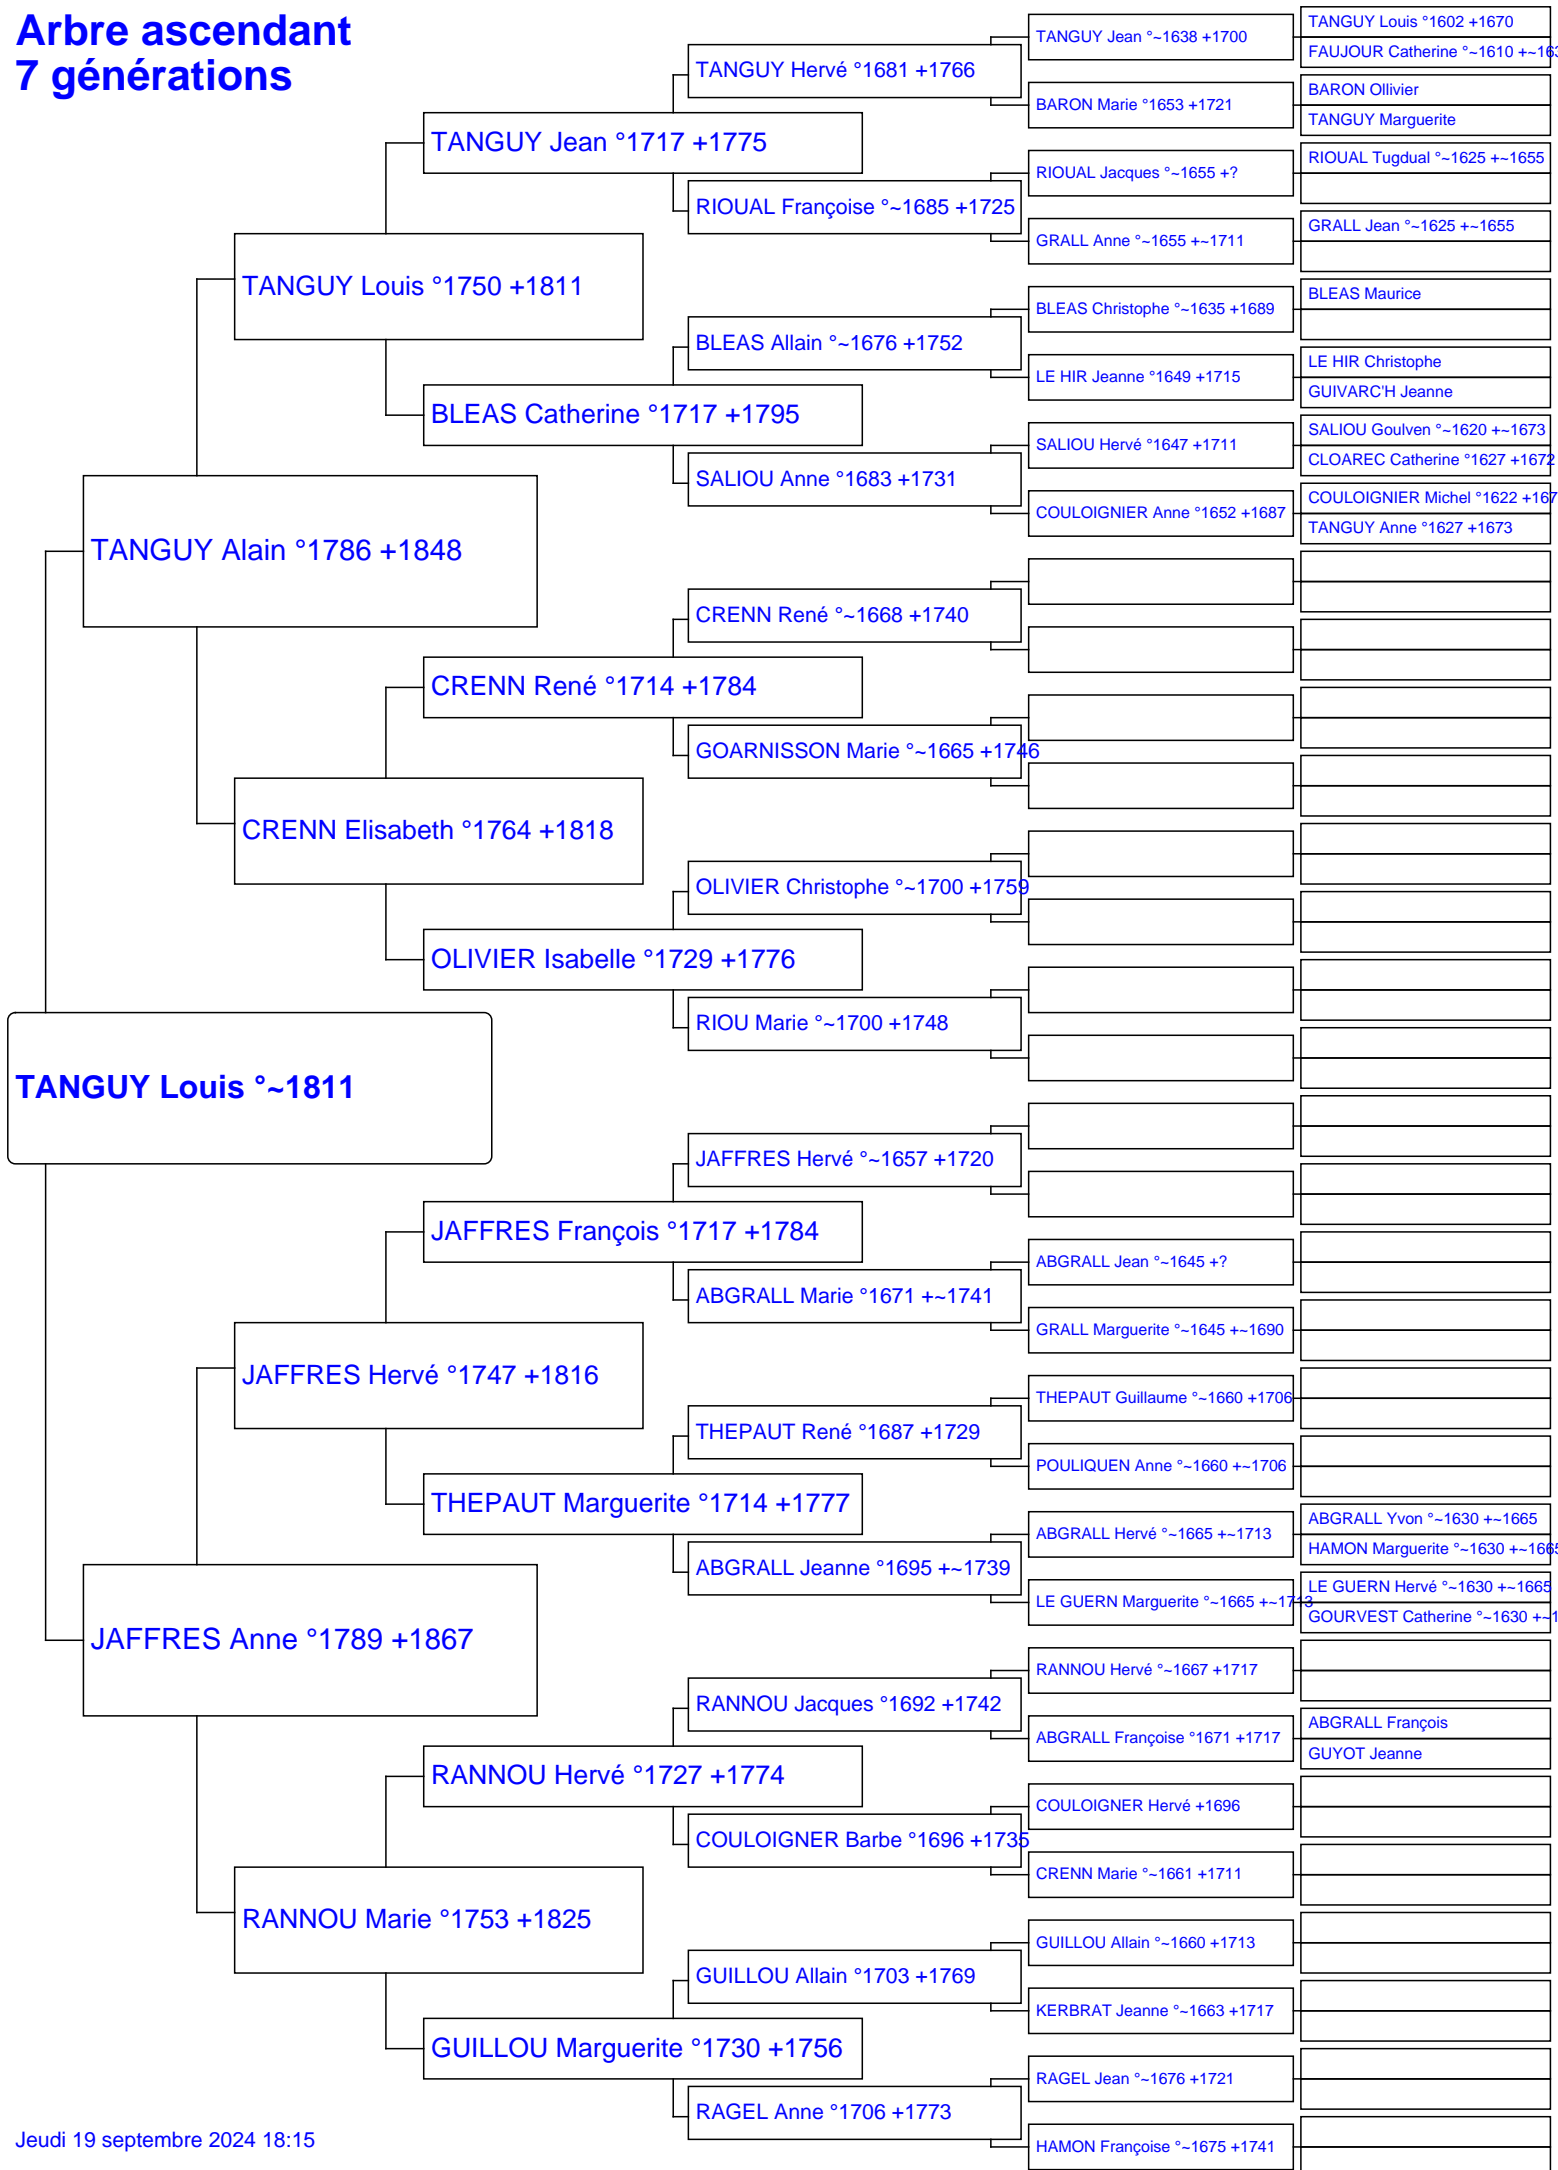 Arbre ascendant
7 générations
TANGUY Louis °~1811
TANGUY Alain °1786 +1848
JAFFRES Anne °1789 +1867
TANGUY Louis °1750 +1811
CRENN Elisabeth °1764 +1818
JAFFRES Hervé °1747 +1816
RANNOU Marie °1753 +1825
TANGUY Jean °1717 +1775
BLEAS Catherine °1717 +1795
CRENN René °1714 +1784
OLIVIER Isabelle °1729 +1776
JAFFRES François °1717 +1784
THEPAUT Marguerite °1714 +1777
RANNOU Hervé °1727 +1774
GUILLOU Marguerite °1730 +1756
TANGUY Hervé °1681 +1766
RIOUAL Françoise °~1685 +1725
BLEAS Allain °~1676 +1752
SALIOU Anne °1683 +1731
CRENN René °~1668 +1740
GOARNISSON Marie °~1665 +1746
OLIVIER Christophe °~1700 +1759
RIOU Marie °~1700 +1748
JAFFRES Hervé °~1657 +1720
ABGRALL Marie °1671 +~1741
THEPAUT René °1687 +1729
ABGRALL Jeanne °1695 +~1739
RANNOU Jacques °1692 +1742
COULOIGNER Barbe °1696 +1735
GUILLOU Allain °1703 +1769
RAGEL Anne °1706 +1773
TANGUY Jean °~1638 +1700
BARON Marie °1653 +1721
RIOUAL Jacques °~1655 +?
GRALL Anne °~1655 +~1711
BLEAS Christophe °~1635 +1689
LE HIR Jeanne °1649 +1715
SALIOU Hervé °1647 +1711
COULOIGNIER Anne °1652 +1687
ABGRALL Jean °~1645 +?
GRALL Marguerite °~1645 +~1690
THEPAUT Guillaume °~1660 +1706
POULIQUEN Anne °~1660 +~1706
ABGRALL Hervé °~1665 +~1713
LE GUERN Marguerite °~1665 +~1713
RANNOU Hervé °~1667 +1717
ABGRALL Françoise °1671 +1717
COULOIGNER Hervé +1696
CRENN Marie °~1661 +1711
GUILLOU Allain °~1660 +1713
KERBRAT Jeanne °~1663 +1717
RAGEL Jean °~1676 +1721
HAMON Françoise °~1675 +1741
TANGUY Louis °1602 +1670
FAUJOUR Catherine °~1610 +~163
BARON Ollivier
TANGUY Marguerite
RIOUAL Tugdual °~1625 +~1655
GRALL Jean °~1625 +~1655
BLEAS Maurice
LE HIR Christophe
GUIVARC'H Jeanne
SALIOU Goulven °~1620 +~1673
CLOAREC Catherine °1627 +1672
COULOIGNIER Michel °1622 +167
TANGUY Anne °1627 +1673
ABGRALL Yvon °~1630 +~1665
HAMON Marguerite °~1630 +~1665
LE GUERN Hervé °~1630 +~1665
GOURVEST Catherine °~1630 +~1
ABGRALL François
GUYOT Jeanne
Jeudi 19 septembre 2024 18:15